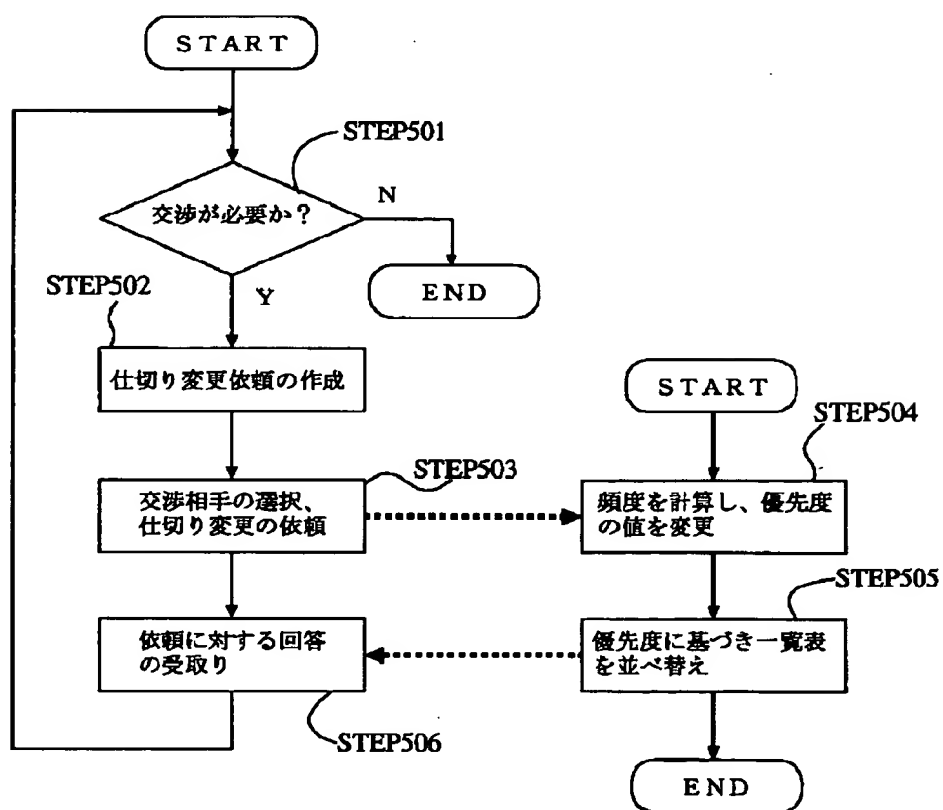 START
STEP501
交渉が必要か？
N
END
STEP502
Y
仕切り変更依頼の作成
START
STEP504
STEP503
交渉相手の選択、
仕切り変更の依頼
頻度を計算し、優先度
の値を変更
STEP505
依頼に対する回答
の受取り
優先度に基づき一覧表
を並べ替え
STEP506
END